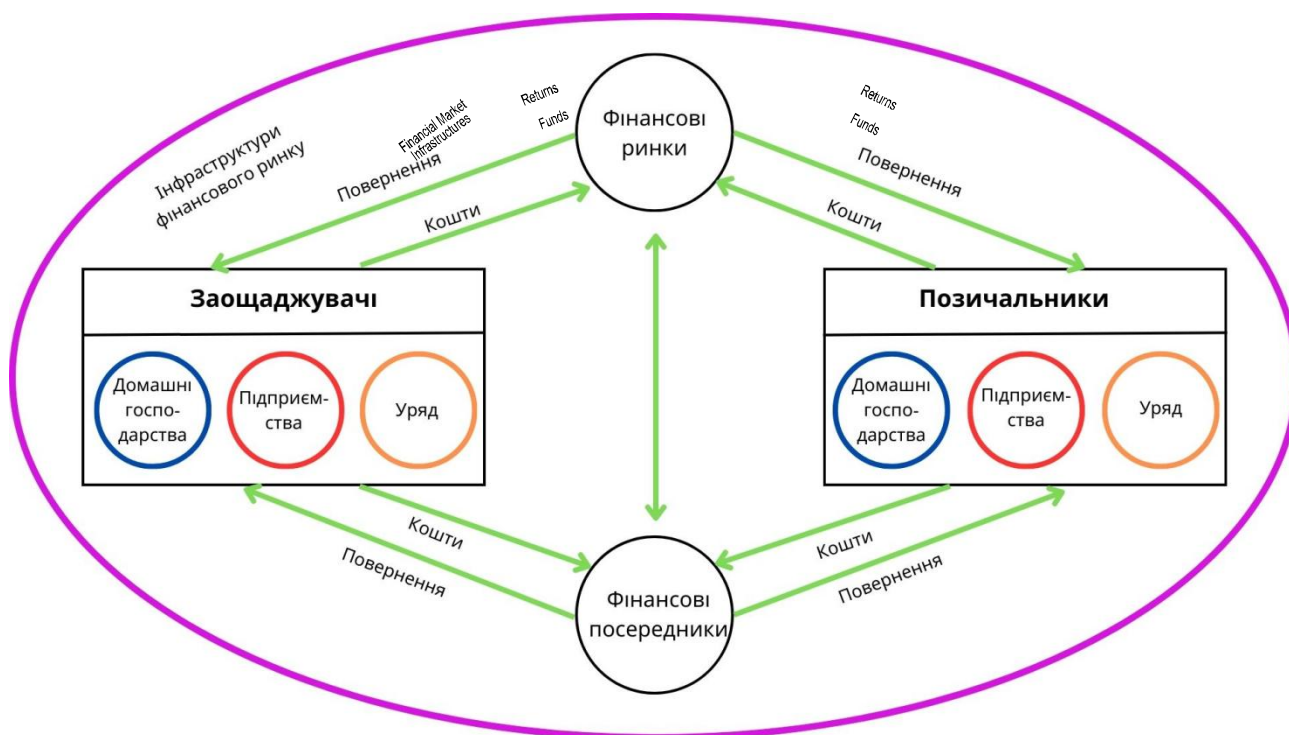 Returns
Funds
Financial Market
Infrastructures
Returns
Funds
Фінансові
ринки
Інфраструктури
фінансового ринку
Повернення
Кошти
Повернення
Кошти
Заощаджувачі
Домашні
госпо-
дарства
Підприєм-
ства
Уряд
Позичальники
Домашні
госпо-
дарства
Підприєм-
ства
Уряд
Кошти
Повернення
Кошти
Повернення
Фінансові
посередники